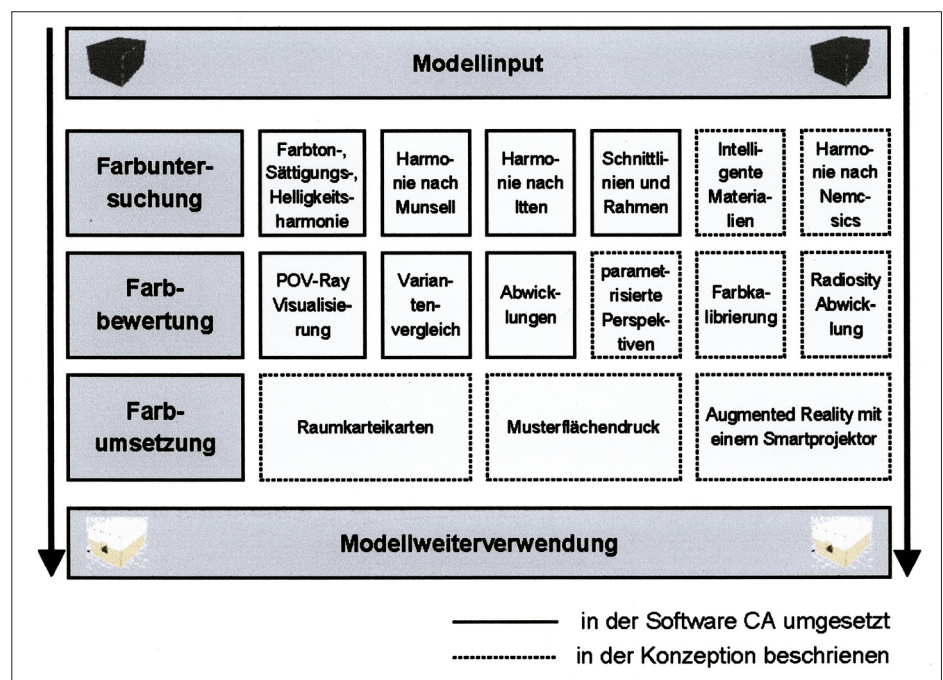 Modellinput
Farbunter-
suchung
Farbton-,
Sättigungs-,
Helligkeits-
harmonie
Harmo-
nie nach
Munsell
Harmo-
nie nach
Itten
Schnittli-
nien und
Rahmen
Intelli-
gente
Materia-
lien
Harmo-
nie nach
Nemc-
sics
Farb-
bewertung
POV-Ray
Visualisie-
rung
Varian-
ten-
vergleich
Abwick-
lungen
paramet-
risierte
Perspek-
tiven
Farbka-
librierung
Radiosity
Abwick-
lung
Farb-
umsetzung
Raumkarteikarten
Musterflächendruck
Augmented Reality mit
einem Smartprojektor
Modellweiterverwendung
in der Software CA umgesetzt
in der Konzeption beschrienen